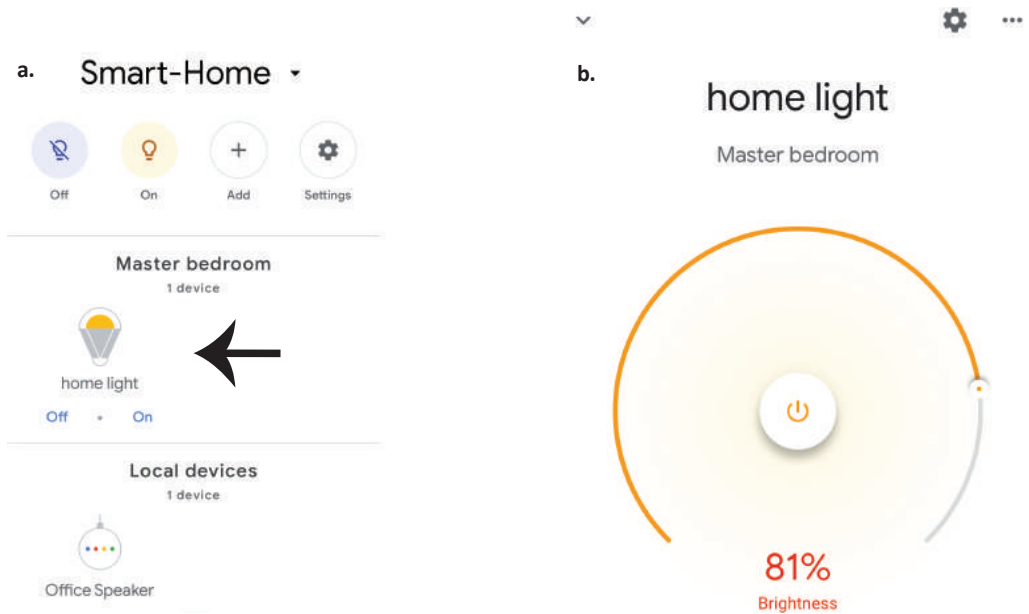 a.
Smart-Home
Off
On
Add
Settings
Master bedroom
1 device
home light
Off • On
Local devices
1 device
Office Speaker
b.
home light
Master bedroom
81%
Brightness